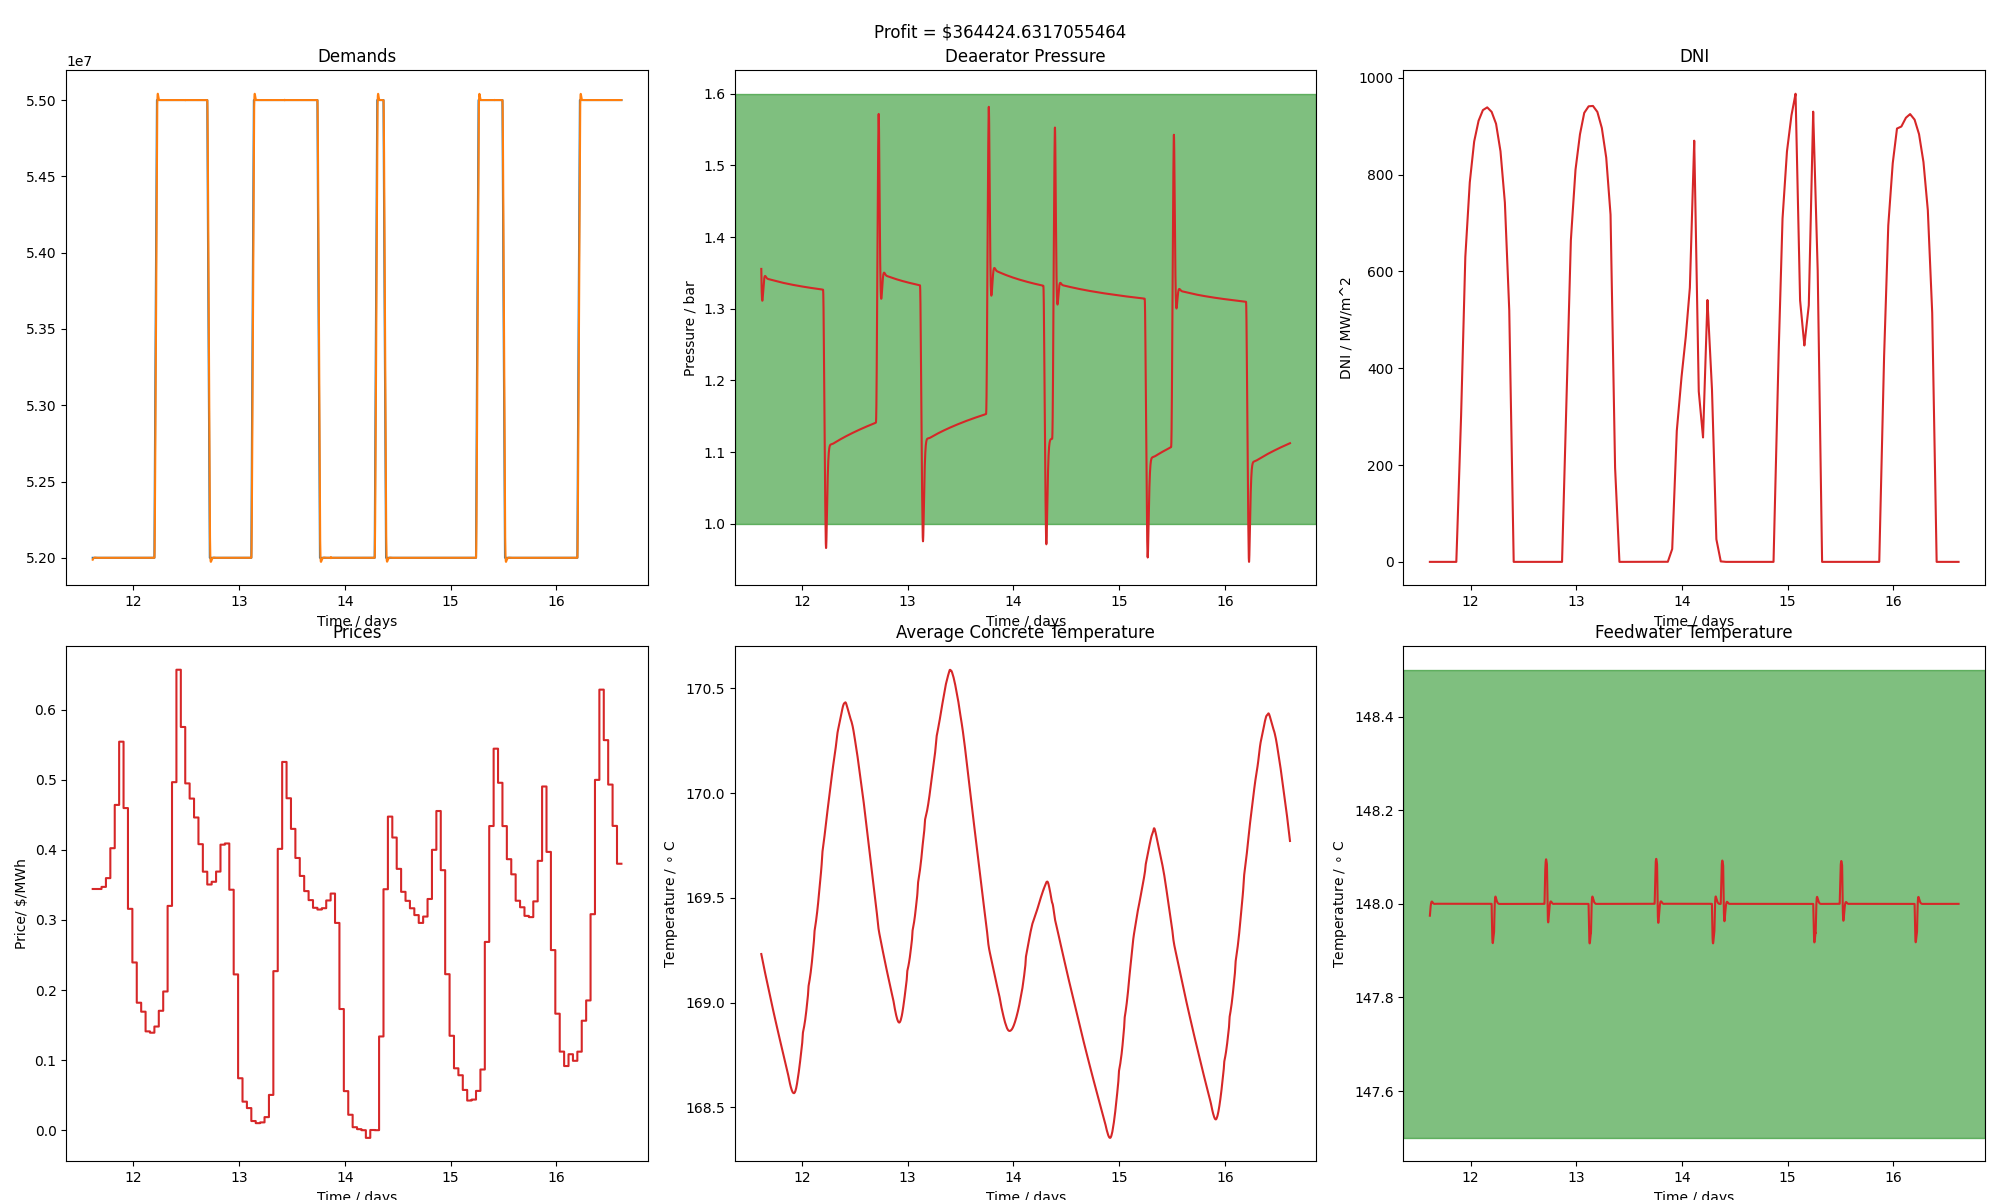 Profit = $364424.6317055464
Demands
1e7
5.50
5.45
5.40
5.35
5.30
5.25
5.20
12 13 14 15 16
Time / days
Deaerator Pressure
Pressure / bar
1.6
1.5
1.4
1.3
1.2
1.1
1.0
12 13 14 15 16
Time / days
DNI
DNI / MW/m^2
1000
800
600
400
200
0
12 13 14 15 16
Time / days
Prices
Price/ $/MWh
0.6
0.5
0.4
0.3
0.2
0.1
0.0
12 13 14 15 16
Time / days
Average Concrete Temperature
Temperature / ∘ C
170.5
170.0
169.5
169.0
168.5
12 13 14 15 16
Time / days
Feedwater Temperature
Temperature / ∘ C
148.4
148.2
148.0
147.8
147.6
12 13 14 15 16
Time / days